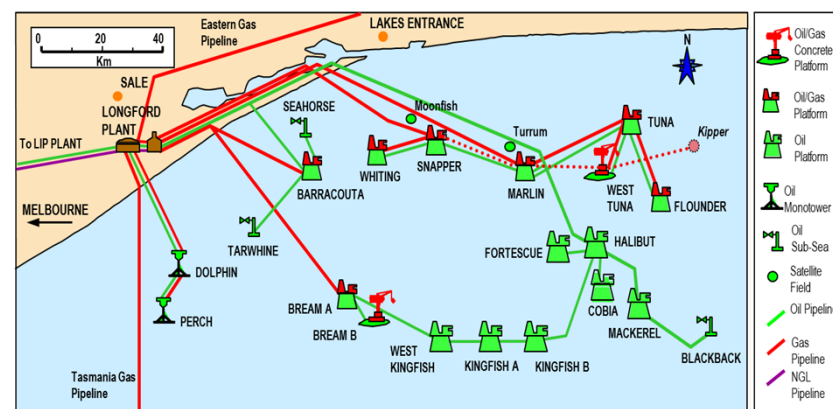 Eastern Gas
Pipeline
LAKES ENTRANCE
0 20 40
Km
N
SALE
LONGFORD
PLANT
SEAHORSE
Moonfish
Turrum
TUNA
Kipper
To LIP PLANT
WHITING
SNAPPER
MARLIN
WEST
TUNA
FLOUNDER
BARRACOUTA
MELBOURNE
TARWHINE
FORTESCUE
HALIBUT
DOLPHIN
PERCH
BREAM A
BREAM B
COBIA
MACKEREL
WEST
KINGFISH
KINGFISH A
KINGFISH B
BLACKBACK
Tasmania Gas
Pipeline
Oil/Gas
Concrete
Platform
Oil/Gas
Platform
Oil
Platform
Oil
Monotower
Oil
Sub-Sea
Satellite
Field
Oil Pipeline
Gas
Pipeline
NGL
Pipeline